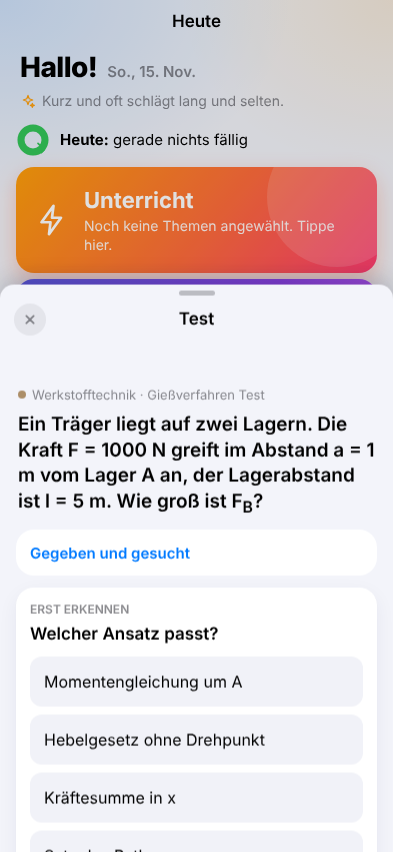 Heute
Hallo! So., 15. Nov.
Kurz und oft schlägt lang und selten.
Heute: gerade nichts fällig
Unterricht
Noch keine Themen angewählt. Tippe
hier.
Test
Werkstofftechnik · Gießverfahren Test
Ein Träger liegt auf zwei Lagern. Die
Kraft F = 1000 N greift im Abstand a = 1
m vom Lager A an, der Lagerabstand
ist l = 5 m. Wie groß ist F_B?
Gegeben und gesucht
ERST ERKENNEN
Welcher Ansatz passt?
Momentengleichung um A
Hebelgesetz ohne Drehpunkt
Kräftesumme in x